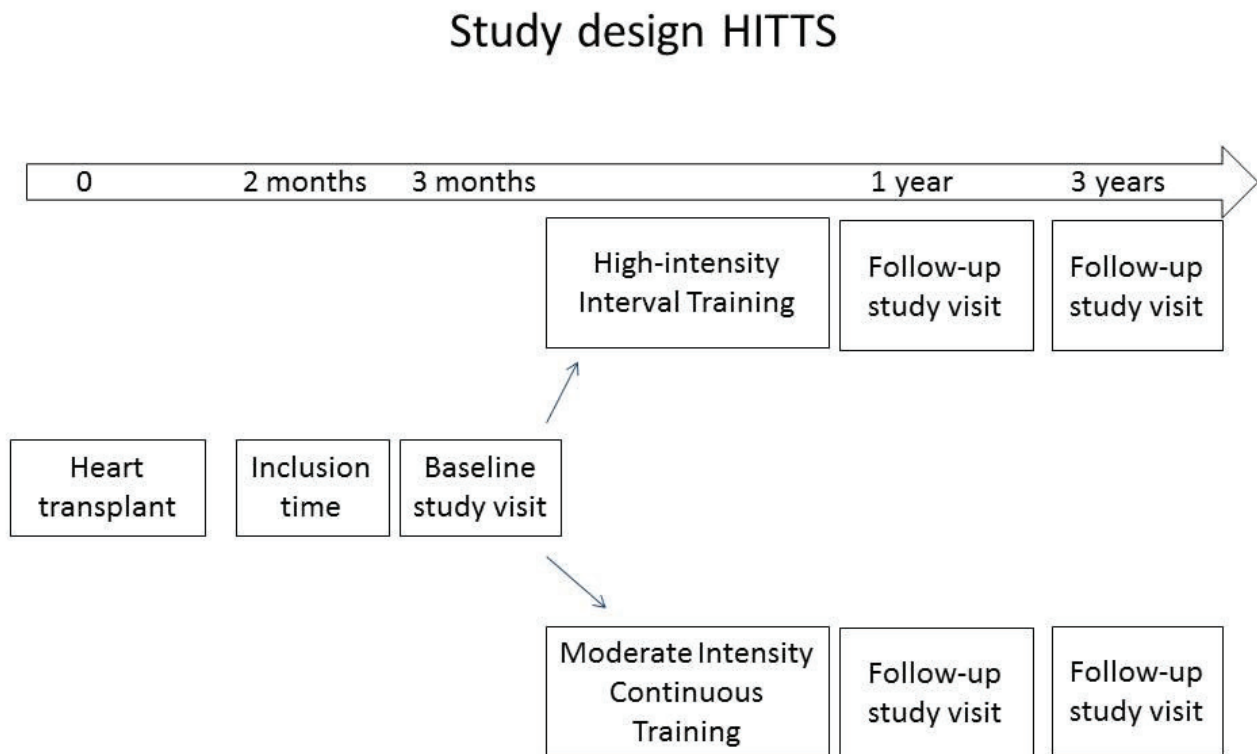 Study design HITTS
0 2 months 3 months 1 year 3 years
High-intensity
Interval Training
Follow-up
study visit
Follow-up
study visit
Heart
transplant
Inclusion
time
Baseline
study visit
Moderate Intensity
Continuous
Training
Follow-up
study visit
Follow-up
study visit